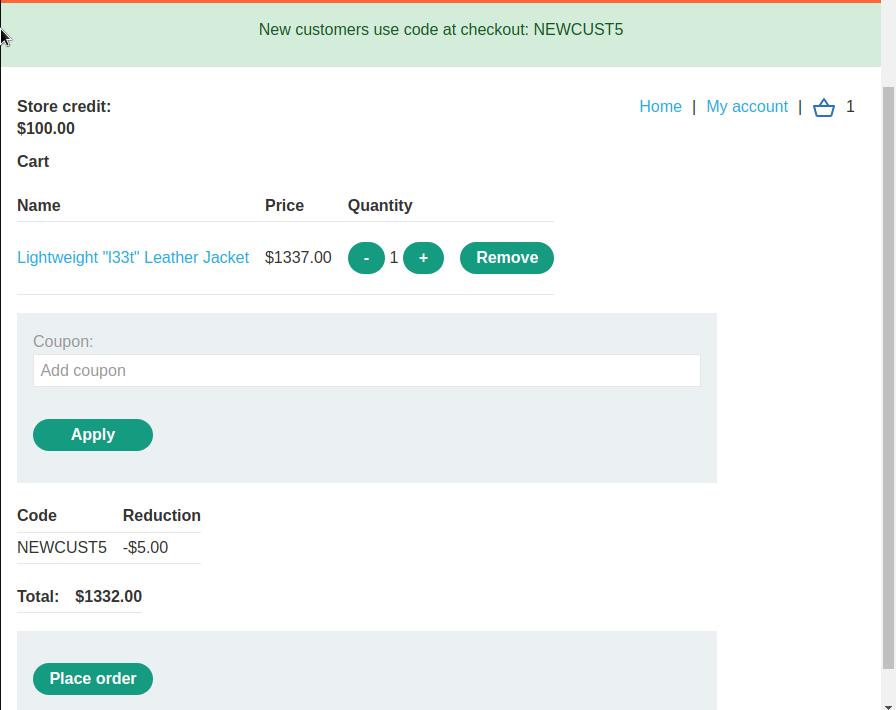 New customers use code at checkout: NEWCUST5
Store credit:
$100.00
Home | My account | 1
Cart
Name Price Quantity
Lightweight "l33t" Leather Jacket $1337.00 - 1 + Remove
Coupon:
Add coupon
Apply
Code Reduction
NEWCUST5 -$5.00
Total: $1332.00
Place order